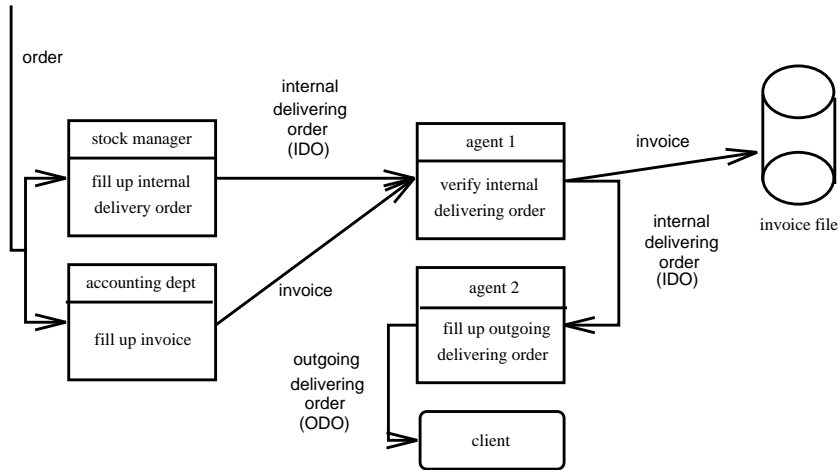 order
internal
delivering
order
(IDO)
stock manager
fill up internal
delivery order
agent 1
verify internal
delivering order
invoice
invoice file
internal
delivering
order
(IDO)
accounting dept
fill up invoice
invoice
agent 2
fill up outgoing
delivering order
outgoing
delivering
order
(ODO)
client